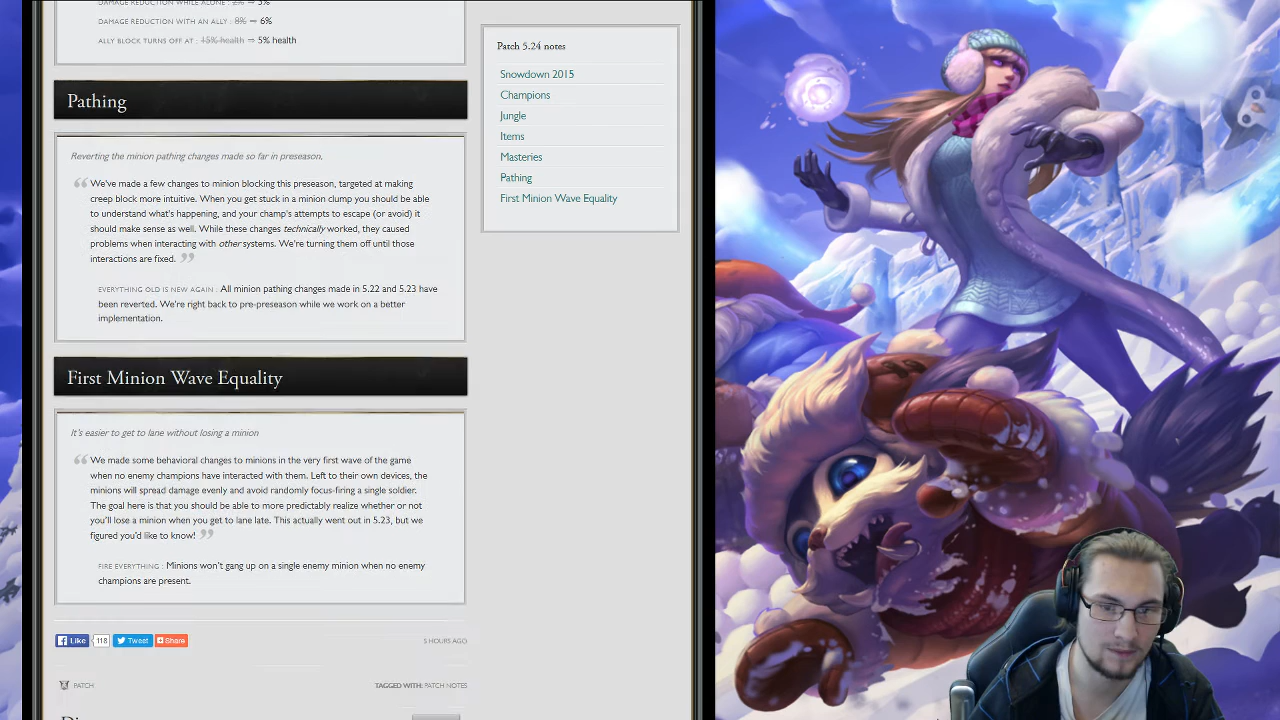 DAMAGE REDUCTION WHILE ALONE : 2% ⇒ 3%
DAMAGE REDUCTION WITH AN ALLY : 8% ⇒ 6%
ALLY BLOCK TURNS OFF AT : 15% health ⇒ 5% health
Pathing
Reverting the minion pathing changes made so far in preseason.
“ We've made a few changes to minion blocking this preseason, targeted at making
creep block more intuitive. When you get stuck in a minion clump you should be able
to understand what's happening, and your champ's attempts to escape (or avoid) it
should make sense as well. While these changes technically worked, they caused
problems when interacting with other systems. We're turning them off until those
interactions are fixed. ”
EVERYTHING OLD IS NEW AGAIN : All minion pathing changes made in 5.22 and 5.23 have
been reverted. We're right back to pre-preseason while we work on a better
implementation.
First Minion Wave Equality
It's easier to get to lane without losing a minion
“ We made some behavioral changes to minions in the very first wave of the game
when no enemy champions have interacted with them. Left to their own devices, the
minions will spread damage evenly and avoid randomly focus-firing a single soldier.
The goal here is that you should be able to more predictably realize whether or not
you'll lose a minion when you get to lane late. This actually went out in 5.23, but we
figured you'd like to know! ”
FIRE EVERYTHING : Minions won't gang up on a single enemy minion when no enemy
champions are present.
Like 118 Tweet Share
5 HOURS AGO
PATCH
TAGGED WITH: PATCH NOTES
Patch 5.24 notes
Snowdown 2015
Champions
Jungle
Items
Masteries
Pathing
First Minion Wave Equality